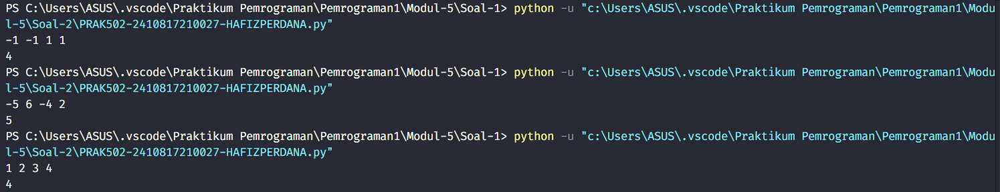 PS C:\Users\ASUS\.vscode\Praktikum Pemrograman\Pemrograman1\Modul-5\Soal-1> python -u "c:\Users\ASUS\.vscode\Praktikum Pemrograman\Pemrograman1\Modu
l-5\Soal-2\PRAK502-2410817210027-HAFIZPERDANA.py"
-1 -1 1 1
4
PS C:\Users\ASUS\.vscode\Praktikum Pemrograman\Pemrograman1\Modul-5\Soal-1> python -u "c:\Users\ASUS\.vscode\Praktikum Pemrograman\Pemrograman1\Modu
l-5\Soal-2\PRAK502-2410817210027-HAFIZPERDANA.py"
-5 6 -4 2
5
PS C:\Users\ASUS\.vscode\Praktikum Pemrograman\Pemrograman1\Modul-5\Soal-1> python -u "c:\Users\ASUS\.vscode\Praktikum Pemrograman\Pemrograman1\Modu
l-5\Soal-2\PRAK502-2410817210027-HAFIZPERDANA.py"
1 2 3 4
4